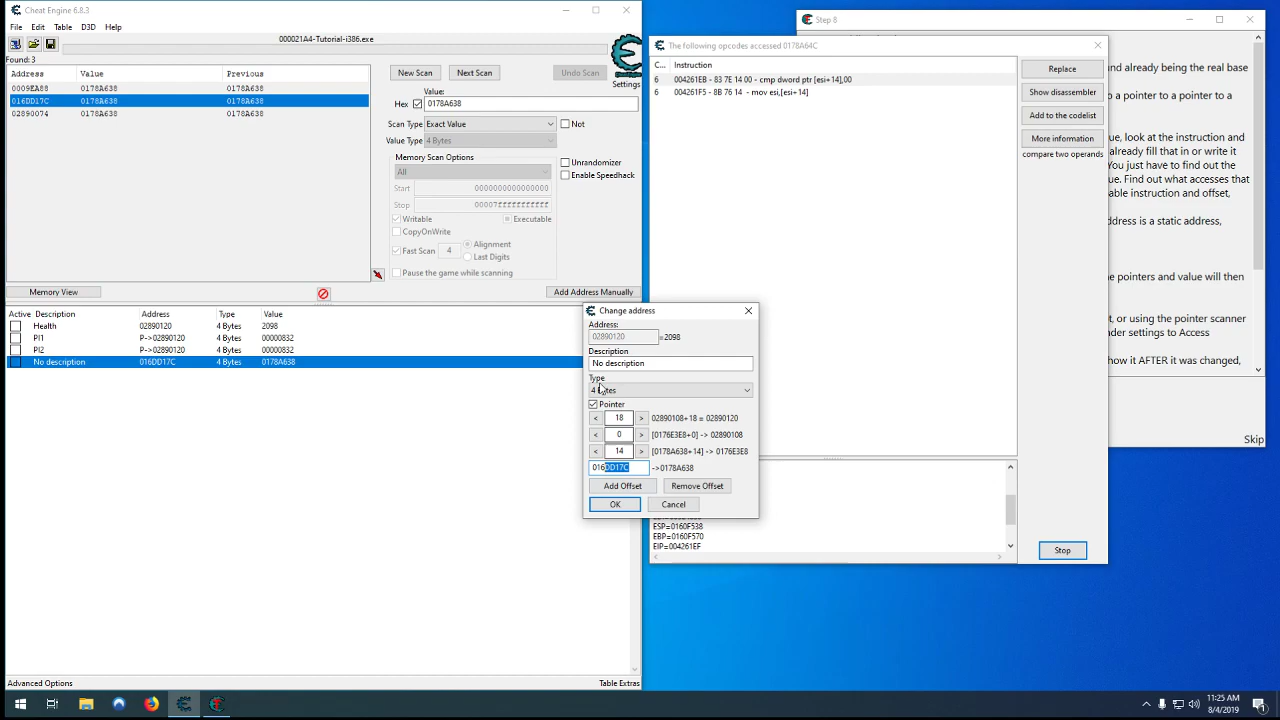 Cheat Engine 6.8.3
File Edit Table D3D Help
000021A4-Tutorial-i386.exe
Found: 3
Address Value Previous
0009EA88 0178A638 0178A638
016DD17C 0178A638 0178A638
02890074 0178A638 0178A638
New Scan Next Scan Undo Scan
Settings
Value:
Hex 0178A638
Scan Type Exact Value Not
Value Type 4 Bytes
Memory Scan Options
All
Unrandomizer
Enable Speedhack
Start 0000000000000000
Stop 00007fffffffffff
Writable Executable
CopyOnWrite
Fast Scan 4 Alignment
Last Digits
Pause the game while scanning
Memory View Add Address Manually
Active Description Address Type Value
Health 02890120 4 Bytes 2098
PI1 P->02890120 4 Bytes 00000832
PI2 P->02890120 4 Bytes 00000832
No description 016DD17C 4 Bytes 0178A638
Advanced Options Table Extras
Change address
Address:
02890120 =2098
Description
No description
Type
4 Bytes
Pointer
< 18 > 02890108+18 = 02890120
< 0 > [0176E3E8+0] -> 02890108
< 14 > [0178A638+14] -> 0176E3E8
016DD17C ->0178A638
Add Offset Remove Offset
OK Cancel
The following opcodes accessed 0178A64C
C... Instruction
6 004261EB - 83 7E 14 00 - cmp dword ptr [esi+14],00
6 004261F5 - 8B 76 14 - mov esi,[esi+14]
Replace
Show disassembler
Add to the codelist
More information
compare two operands
ESP=0160F538
EBP=0160F570
EIP=004261EF
Stop
Step 8
and already being the real base
to a pointer to a pointer to a
ue, look at the instruction and
already fill that in or write it
You just have to find out the
ue. Find out what accesses that
able instruction and offset,
ddress is a static address,
he pointers and value will then
t, or using the pointer scanner
der settings to Access
how it AFTER it was changed,
Skip
11:25 AM
8/4/2019